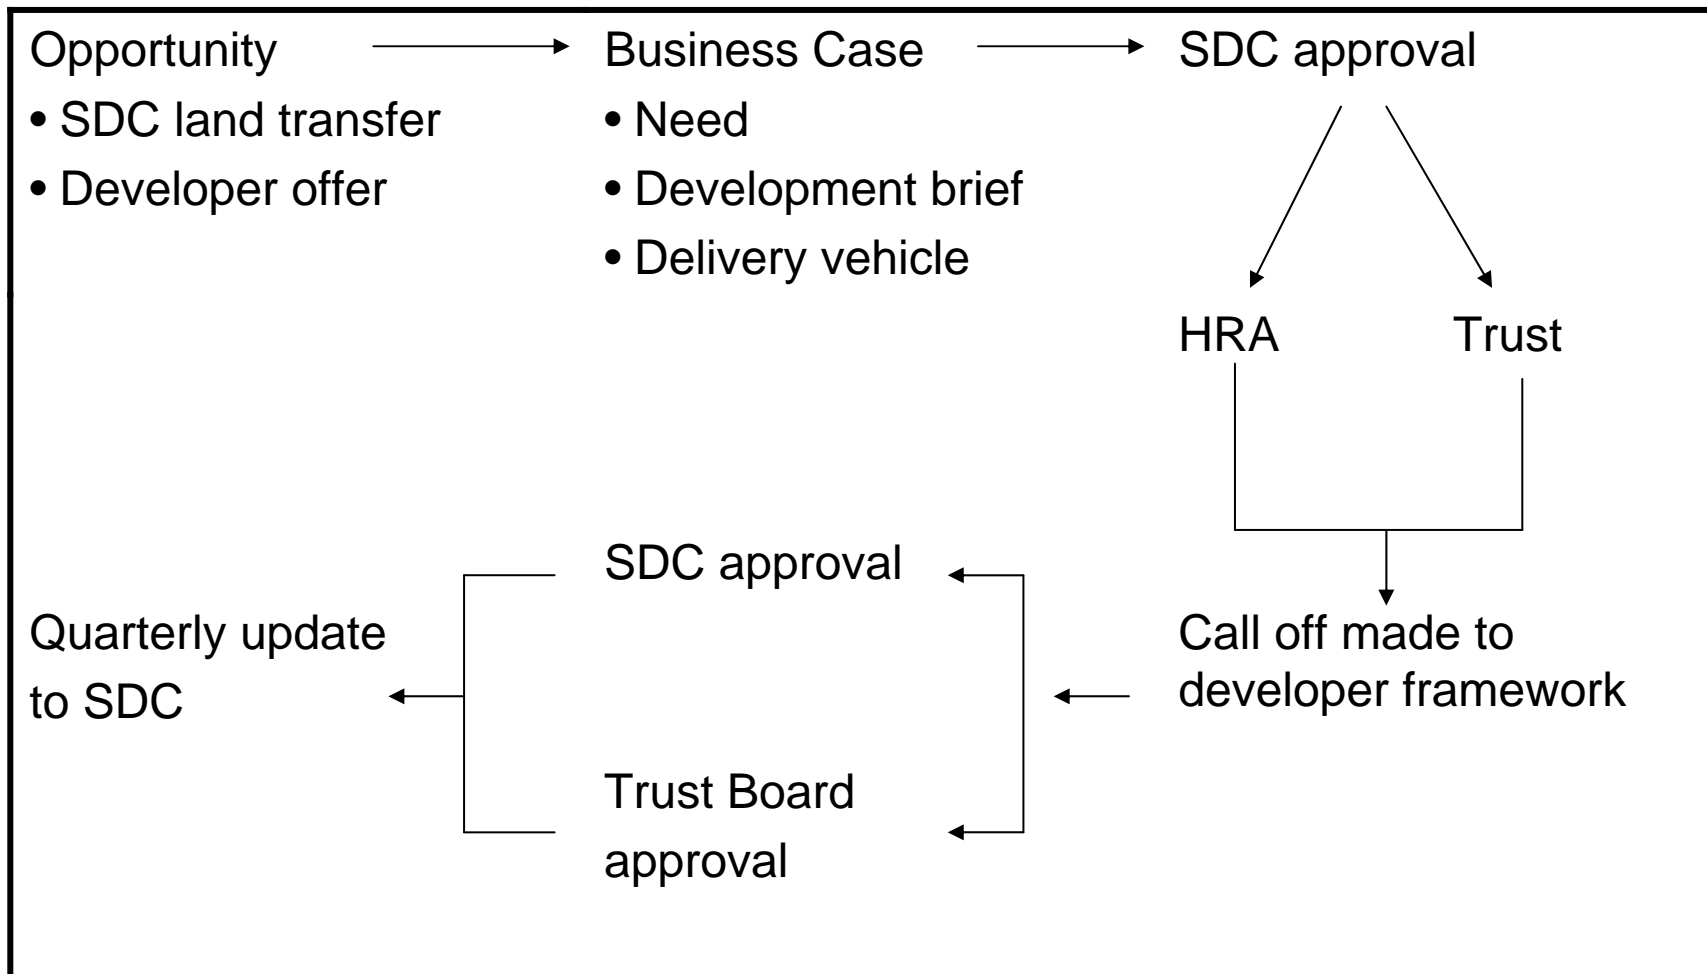 Opportunity
• SDC land transfer
• Developer offer
Business Case
• Need
• Development brief
• Delivery vehicle
SDC approval
HRA
Trust
Call off made to
developer framework
SDC approval
Trust Board
approval
Quarterly update
to SDC